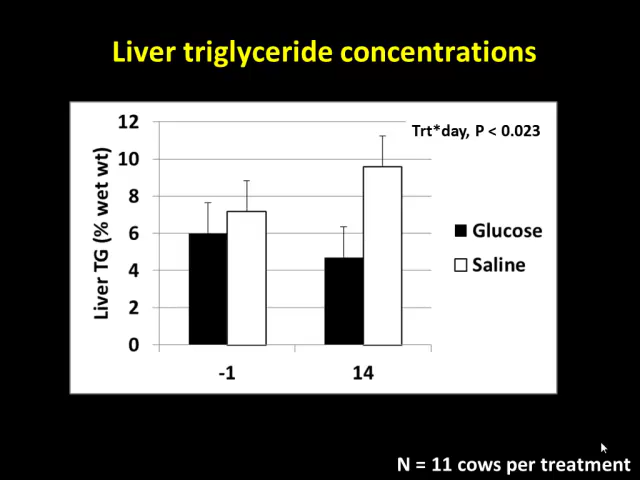 Liver triglyceride concentrations
Trt*day, P < 0.023
Liver TG (% wet wt)
12
10
8
6
4
2
0
-1
14
Glucose
Saline
N = 11 cows per treatment